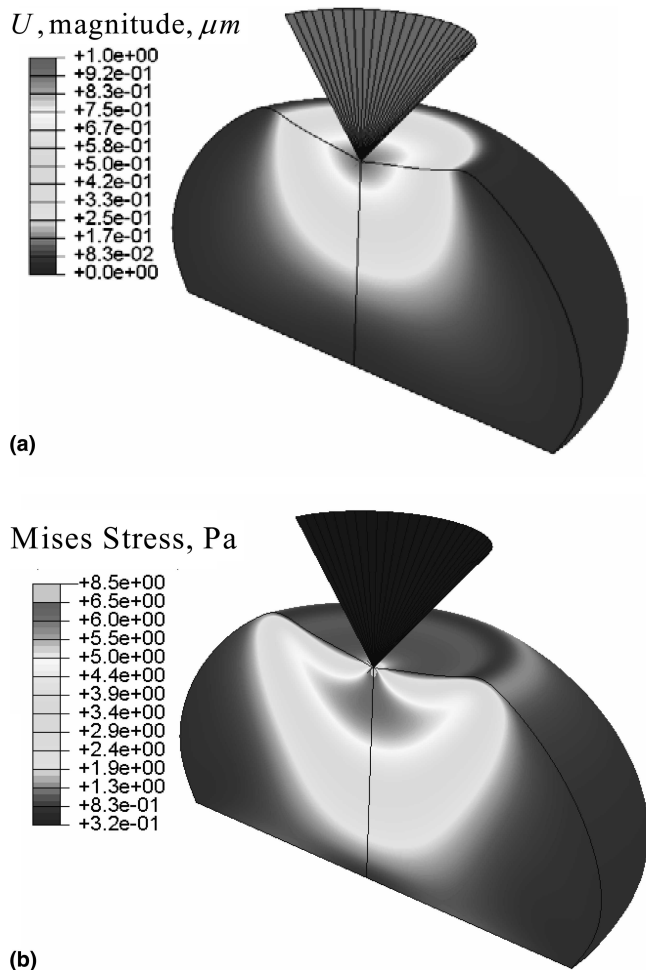 U, magnitude, μm
+1.0e+00
+9.2e-01
+8.3e-01
+7.5e-01
+6.7e-01
+5.8e-01
+5.0e-01
+4.2e-01
+3.3e-01
+2.5e-01
+1.7e-01
+8.3e-02
+0.0e+00
(a)
Mises Stress, Pa
+8.5e+00
+6.5e+00
+6.0e+00
+5.5e+00
+5.0e+00
+4.4e+00
+3.9e+00
+3.4e+00
+2.9e+00
+2.4e+00
+1.9e+00
+1.3e+00
+8.3e-01
+3.2e-01
(b)